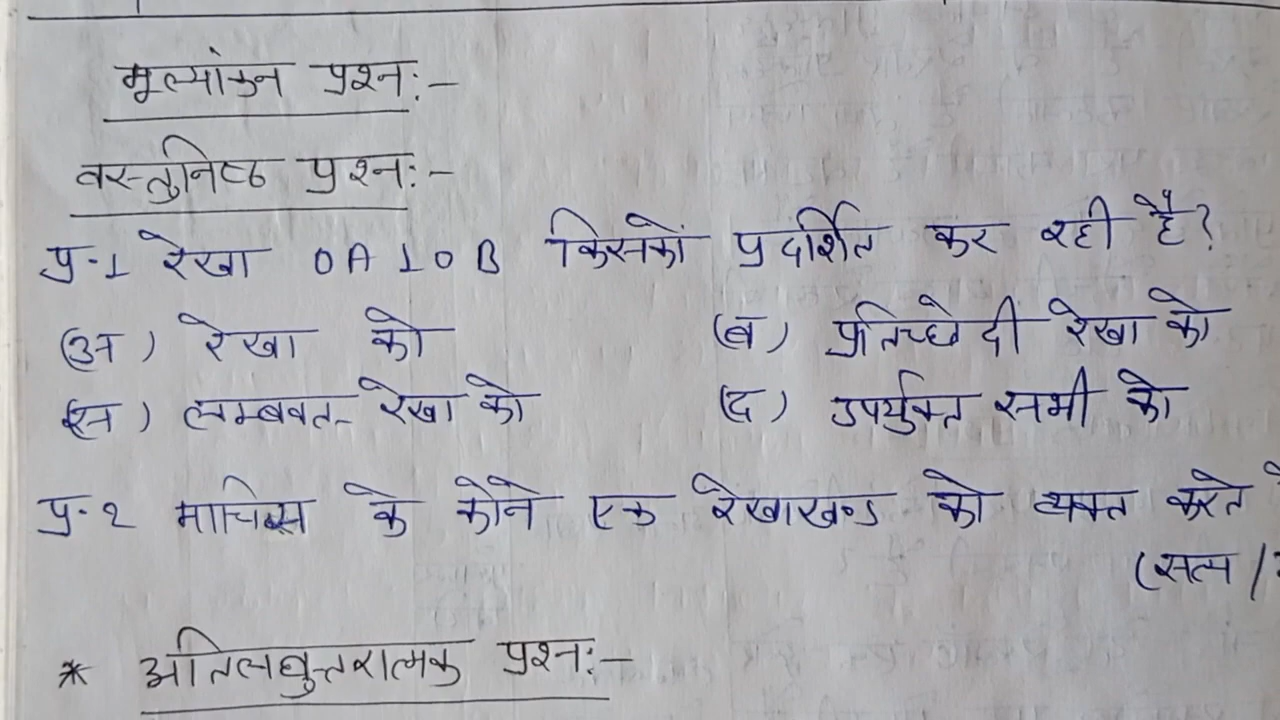 मूल्यांकन प्रश्न:-
वस्तुनिष्ठ प्रश्न:-
प्र-1 रेखा OA ⊥ OB किसकों प्रदर्शित कर रही है?
(अ) रेखा को (ब) प्रतिच्छेदी रेखा को
(स) लम्बवत- रेखा को (द) उपर्युक्त सभी को
प्र-2 माचिस के कोने एक रेखाखण्ड को व्यक्त करते
(सत्य /
* अतिलघुत्तरात्मक प्रश्न:-